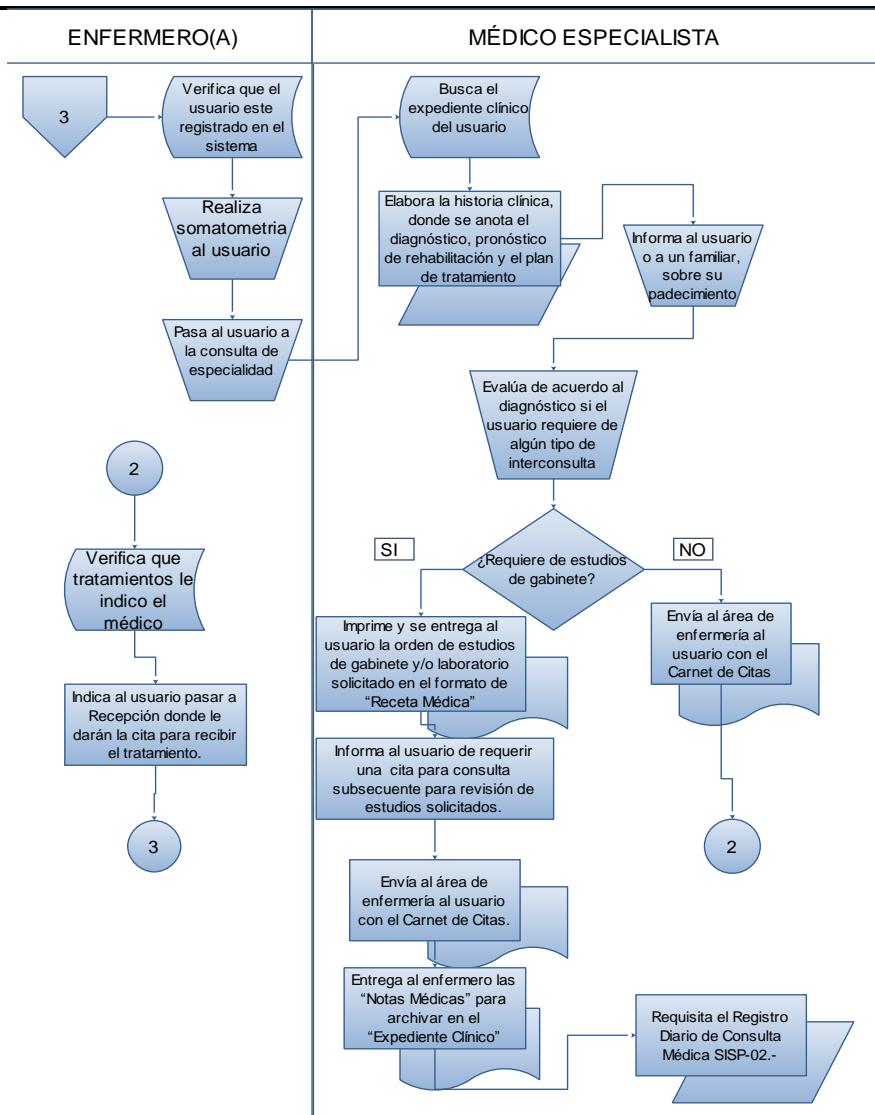 ENFERMERO(A)
MÉDICO ESPECIALISTA
3
Verifica que el
usuario este
registrado en el
sistema
Realiza
somatometria
al usuario
Pasa al usuario a
la consulta de
especialidad
2
Verifica que
tratamientos le
indico el
médico
Indica al usuario pasar a
Recepción donde le
darán la cita para recibir
el tratamiento.
3
Busca el
expediente clínico
del usuario
Elabora la historia clínica,
donde se anota el
diagnóstico, pronóstico
de rehabilitación y el plan
de tratamiento
Informa al usuario
o a un familiar,
sobre su
padecimiento
Evalúa de acuerdo al
diagnóstico si el
usuario requiere de
algún tipo de
interconsulta
¿Requiere de estudios
de gabinete?
SI
NO
Imprime y se entrega al
usuario la orden de estudios
de gabinete y/o laboratorio
solicitado en el formato de
“Receta Médica”
Informa al usuario de requerir
una cita para consulta
subsecuente para revisión de
estudios solicitados.
Envía al área de
enfermería al usuario
con el Carnet de Citas.
Entrega al enfermero las
“Notas Médicas” para
archivar en el
“Expediente Clínico”
Envía al área de
enfermería al
usuario con el
Carnet de Citas
2
Requisita el Registro
Diario de Consulta
Médica SISP-02.-